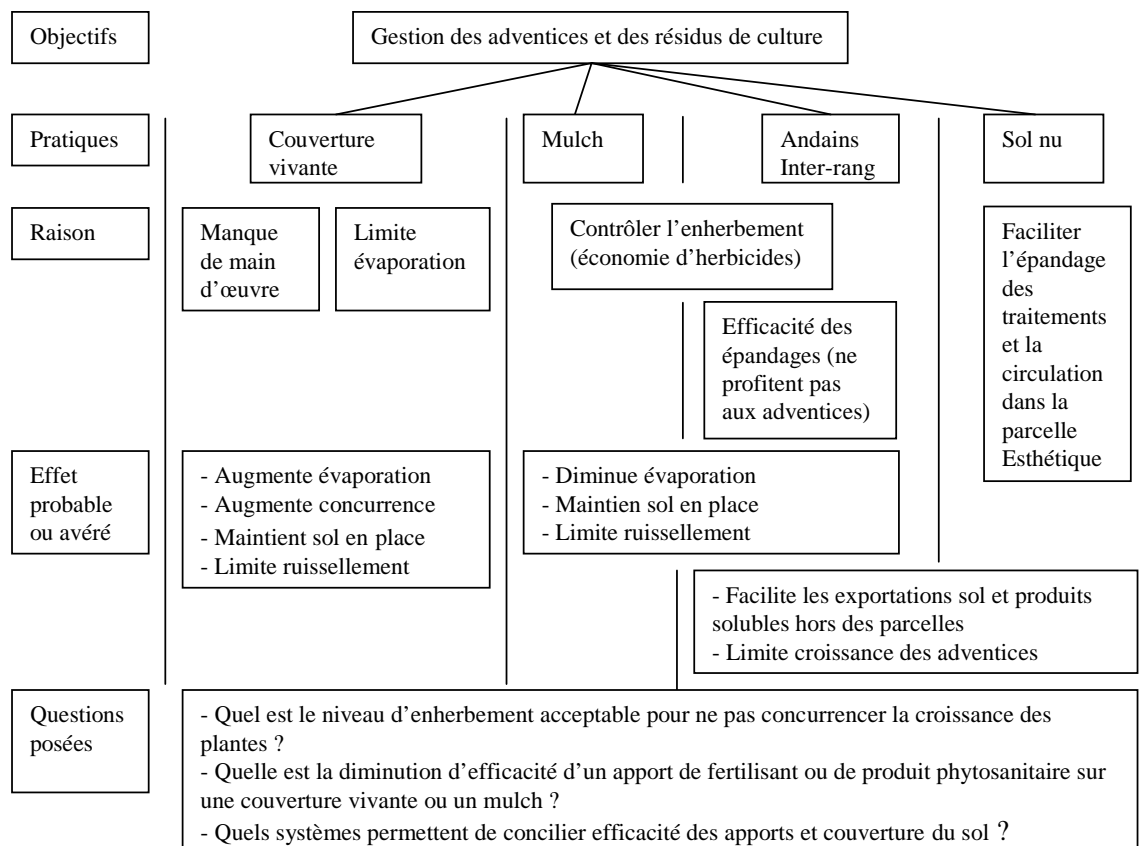 Objectifs
Gestion des adventices et des résidus de culture
Pratiques
Couverture
vivante
Mulch
Andains
Inter-rang
Sol nu
Raison
Manque
de main
d’œuvre
Limite
évaporation
Contrôler l’enherbement
(économie d’herbicides)
Efficacité des
épandages (ne
profitent pas
aux adventices)
Faciliter
l’épandage
des
traitements
et la
circulation
dans la
parcelle
Esthétique
Effet
probable
ou avéré
- Augmente évaporation
- Augmente concurrence
- Maintient sol en place
- Limite ruissellement
- Diminue évaporation
- Maintien sol en place
- Limite ruissellement
- Facilite les exportations sol et produits
solubles hors des parcelles
- Limite croissance des adventices
Questions
posées
- Quel est le niveau d’enherbement acceptable pour ne pas concurrencer la croissance des
plantes ?
- Quelle est la diminution d’efficacité d’un apport de fertilisant ou de produit phytosanitaire sur
une couverture vivante ou un mulch ?
- Quels systèmes permettent de concilier efficacité des apports et couverture du sol ?